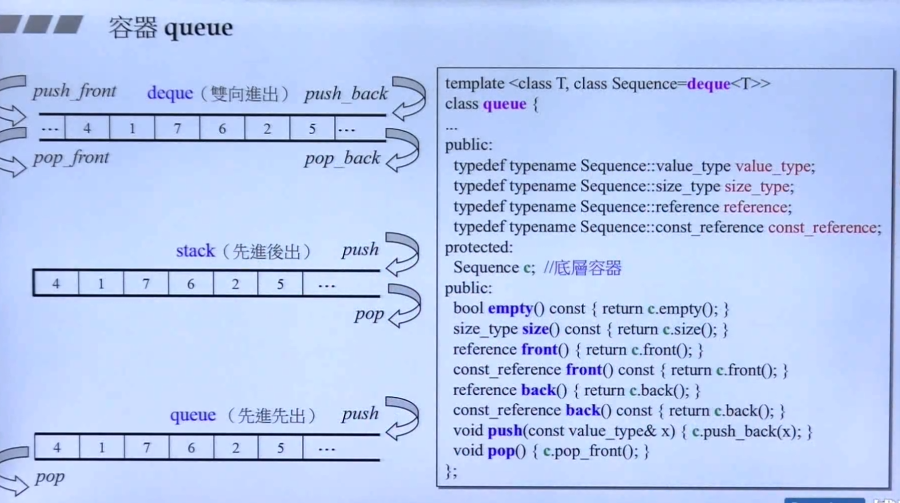 容器 queue
push_front
deque（雙向進出）
push_back
... 4 1 7 6 2 5 ...
pop_front
pop_back
stack（先進後出）
push
4 1 7 6 2 5 ...
pop
queue（先進先出）
push
4 1 7 6 2 5 ...
pop
template <class T, class Sequence=deque<T>>
class queue {
...
public:
typedef typename Sequence::value_type value_type;
typedef typename Sequence::size_type size_type;
typedef typename Sequence::reference reference;
typedef typename Sequence::const_reference const_reference;
protected:
Sequence c; //底層容器
public:
bool empty() const { return c.empty(); }
size_type size() const { return c.size(); }
reference front() { return c.front(); }
const_reference front() const { return c.front(); }
reference back() { return c.back(); }
const_reference back() const { return c.back(); }
void push(const value_type& x) { c.push_back(x); }
void pop() { c.pop_front(); }
};